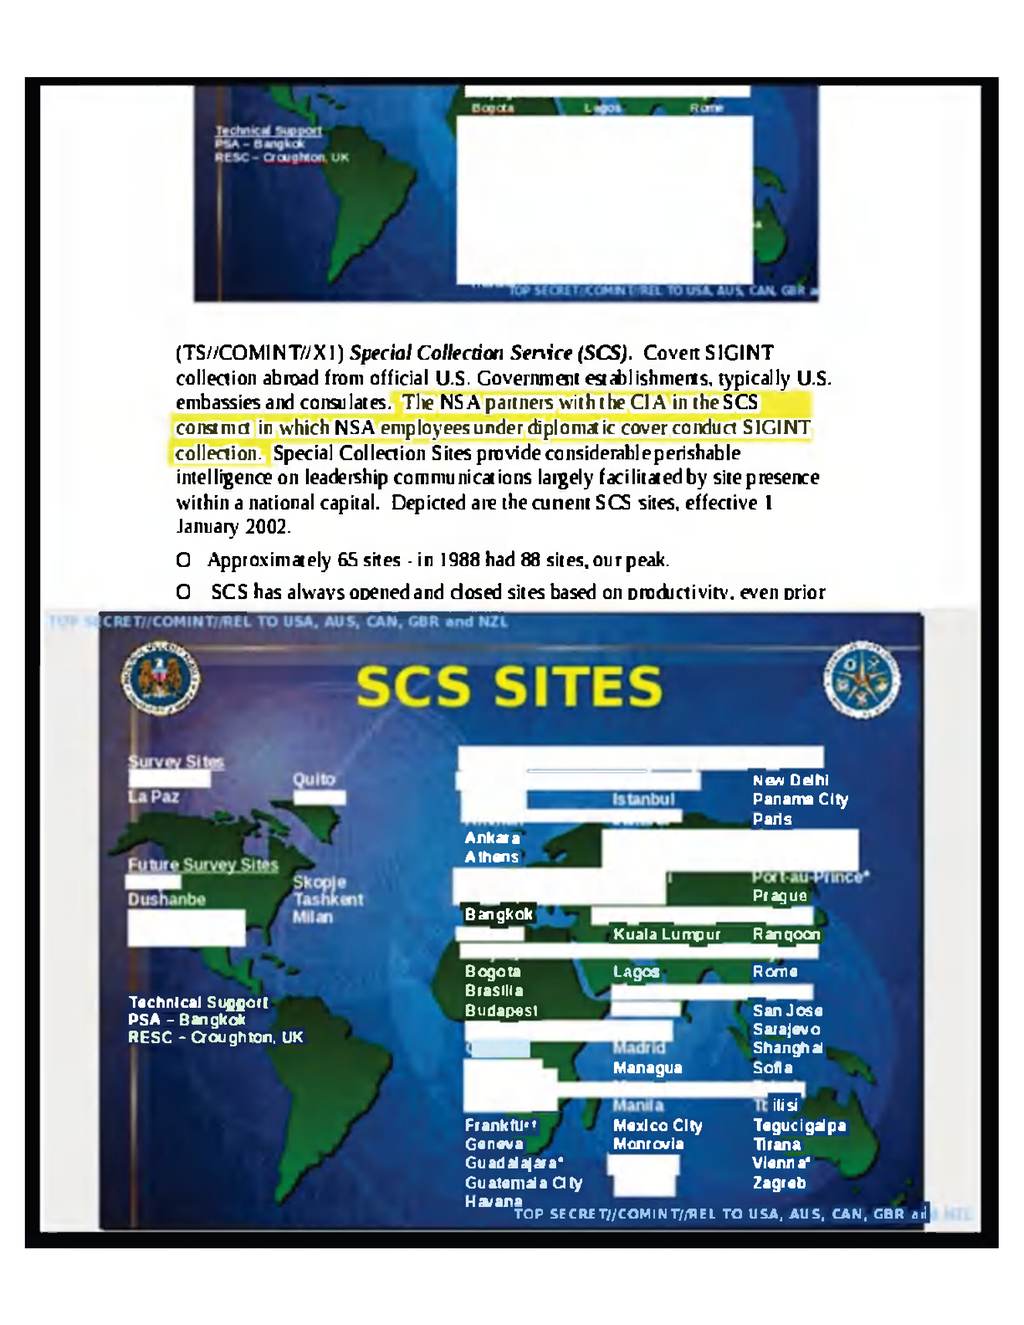 Bogota Lagos Rome
Technical Support
PSA – Bangkok
RESC – Croughton, UK
TOP SECRET//COMINT//REL TO USA, AUS, CAN, GBR
(TS//COMINT//X1) Special Collection Service (SCS). Covert SIGINT
collection abroad from official U.S. Government establishments, typically U.S.
embassies and consulates. The NSA partners with the CIA in the SCS
construct in which NSA employees under diplomatic cover conduct SIGINT
collection. Special Collection Sites provide considerable perishable
intelligence on leadership communications largely facilitated by site presence
within a national capital. Depicted are the current SCS sites, effective 1
January 2002.
O Approximately 65 sites - in 1988 had 88 sites, our peak.
O SCS has always opened and closed sites based on productivity, even prior
TOP SECRET//COMINT//REL TO USA, AUS, CAN, GBR and NZL
SCS SITES
Survey Sites
Quito
La Paz
Future Survey Sites
Skopje
Dushanbe Tashkent
Milan
Technical Support
PSA – Bangkok
RESC – Croughton, UK
New Delhi
Istanbul Panama City
Paris
Ankara
Athens
Port-au-Prince*
Prague
Bangkok
Kuala Lumpur Rangoon
Bogota Lagos Rome
Brasilia
Budapest San Jose
Sarajevo
Madrid Shanghai
Managua Sofia
Manila Tbilisi
Frankfurt Mexico City Tegucigalpa
Geneva Monrovia Tirana
Guadalajara* Vienna*
Guatemala City Zagreb
Havana
TOP SECRET//COMINT//REL TO USA, AUS, CAN, GBR and NZL